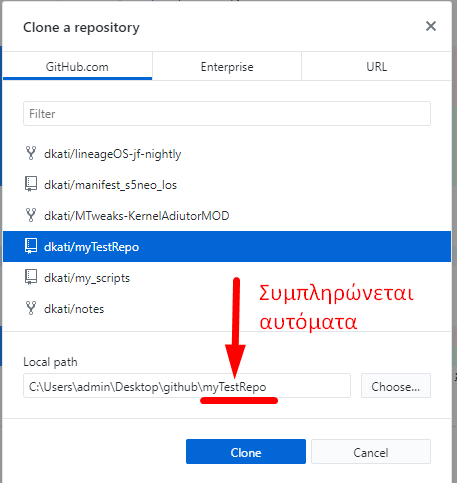 Clone a repository
GitHub.com Enterprise URL
Filter
dkati/lineageOS-jf-nightly
dkati/manifest_s5neo_los
dkati/MTweaks-KernelAdiutorMOD
dkati/myTestRepo
dkati/my_scripts
dkati/notes
Συμπληρώνεται
αυτόματα
Local path
C:\Users\admin\Desktop\github\myTestRepo Choose...
Clone Cancel